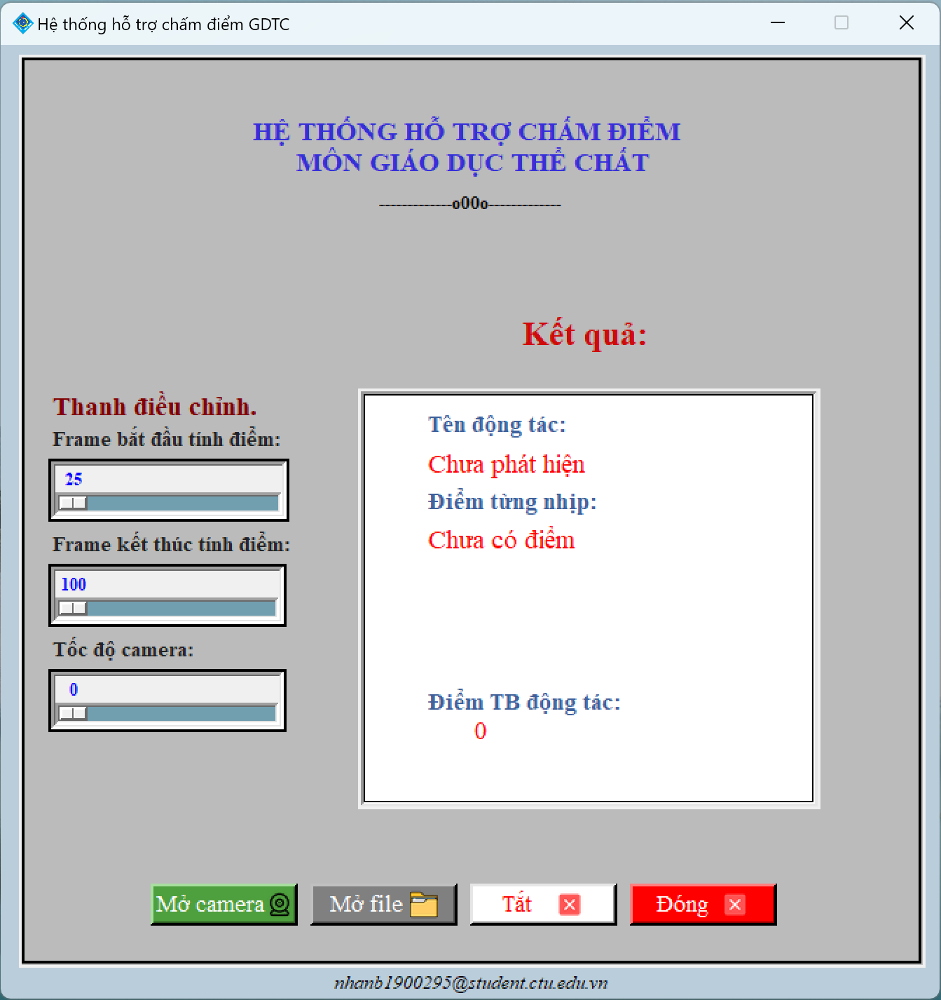 Hệ thống hỗ trợ chấm điểm GDTC
HỆ THỐNG HỖ TRỢ CHẤM ĐIỂM
MÔN GIÁO DỤC THỂ CHẤT
-------------o00o-------------
Kết quả:
Thanh điều chỉnh.
Frame bắt đầu tính điểm:
25
Frame kết thúc tính điểm:
100
Tốc độ camera:
0
Tên động tác:
Chưa phát hiện
Điểm từng nhịp:
Chưa có điểm
Điểm TB động tác:
0
Mở camera
Mở file
Tắt
Đóng
nhanb1900295@student.ctu.edu.vn